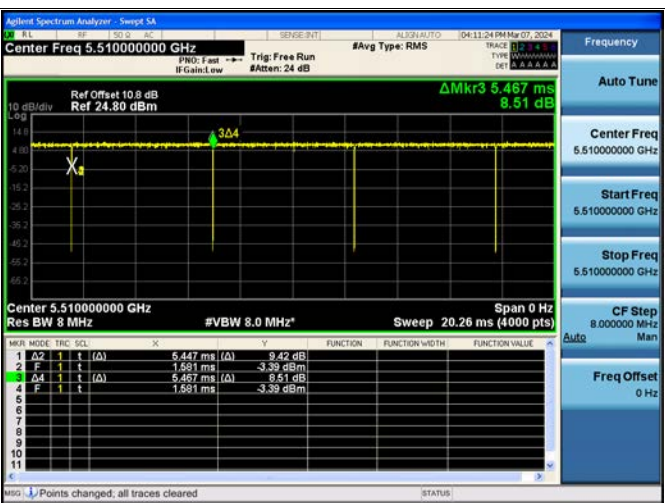 Agilent Spectrum Analyzer - Swept SA
RL RF 50 Ω AC SENSE:INT ALIGN AUTO 04:11:24 PM Mar 07, 2024
Center Freq 5.510000000 GHz #Avg Type: RMS TRACE 1 2 3 4 5 6
PNO: Fast Trig: Free Run TYPE
IFGain:Low #Atten: 24 dB DET A A A A A A
Ref Offset 10.8 dB ΔMkr3 5.467 ms
10 dB/div Ref 24.80 dBm 8.51 dB
Log
14.8
4.80
-5.20
-15.2
-25.2
-35.2
-45.2
-55.2
-65.2
3Δ4
Center 5.510000000 GHz Span 0 Hz
Res BW 8 MHz #VBW 8.0 MHz* Sweep 20.26 ms (4000 pts)
MKR MODE TRC SCL X Y FUNCTION FUNCTION WIDTH FUNCTION VALUE
1 Δ2 1 t (Δ) 5.447 ms (Δ) 9.42 dB
2 F 1 t 1.581 ms -3.39 dBm
3 Δ4 1 t (Δ) 5.467 ms (Δ) 8.51 dB
4 F 1 t 1.581 ms -3.39 dBm
5
6
7
8
9
10
11
MSG Points changed; all traces cleared STATUS
Frequency
Auto Tune
Center Freq
5.510000000 GHz
Start Freq
5.510000000 GHz
Stop Freq
5.510000000 GHz
CF Step
8.000000 MHz
Auto Man
Freq Offset
0 Hz